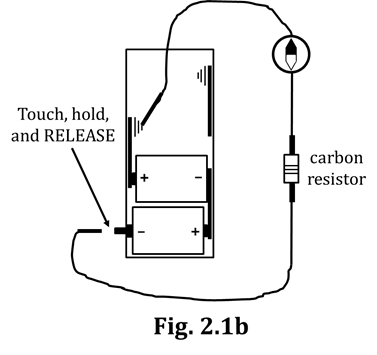 Touch, hold,
and RELEASE
carbon
resistor
+ −
− +
Fig. 2.1b